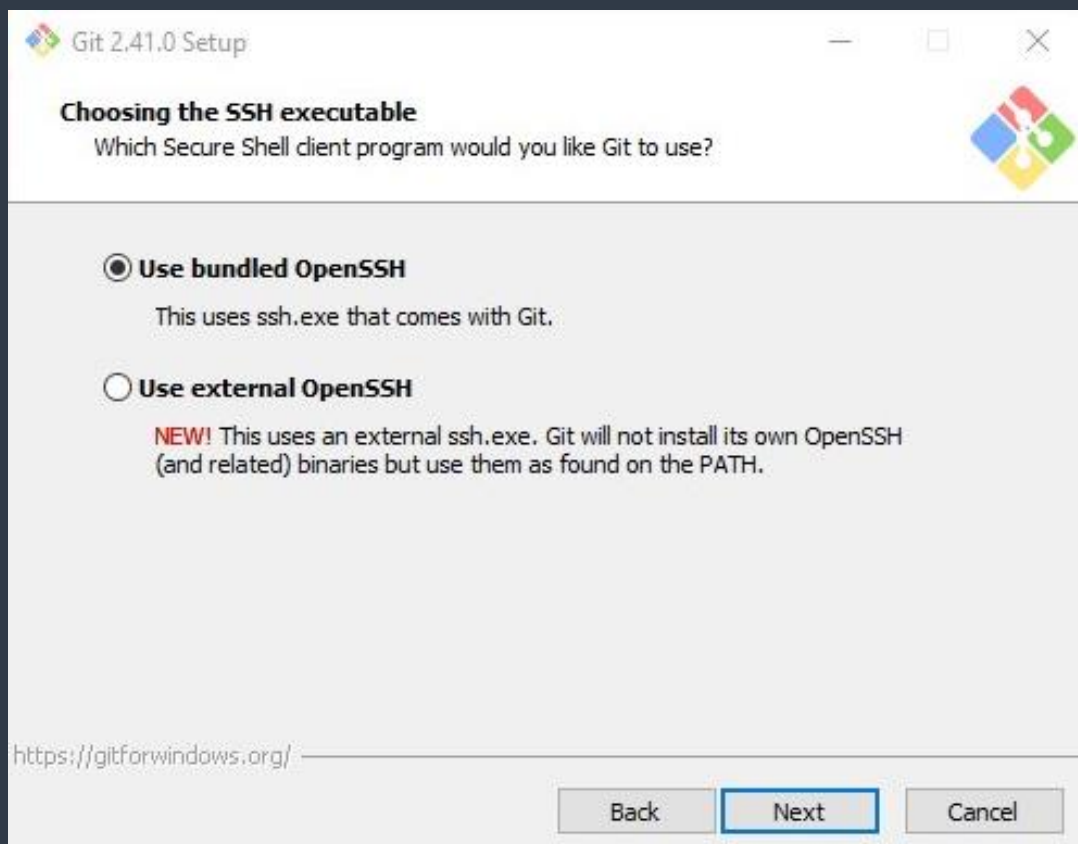 Git 2.41.0 Setup
Choosing the SSH executable
Which Secure Shell client program would you like Git to use?
Use bundled OpenSSH
This uses ssh.exe that comes with Git.
Use external OpenSSH
NEW! This uses an external ssh.exe. Git will not install its own OpenSSH
(and related) binaries but use them as found on the PATH.
https://gitforwindows.org/
Back Next Cancel